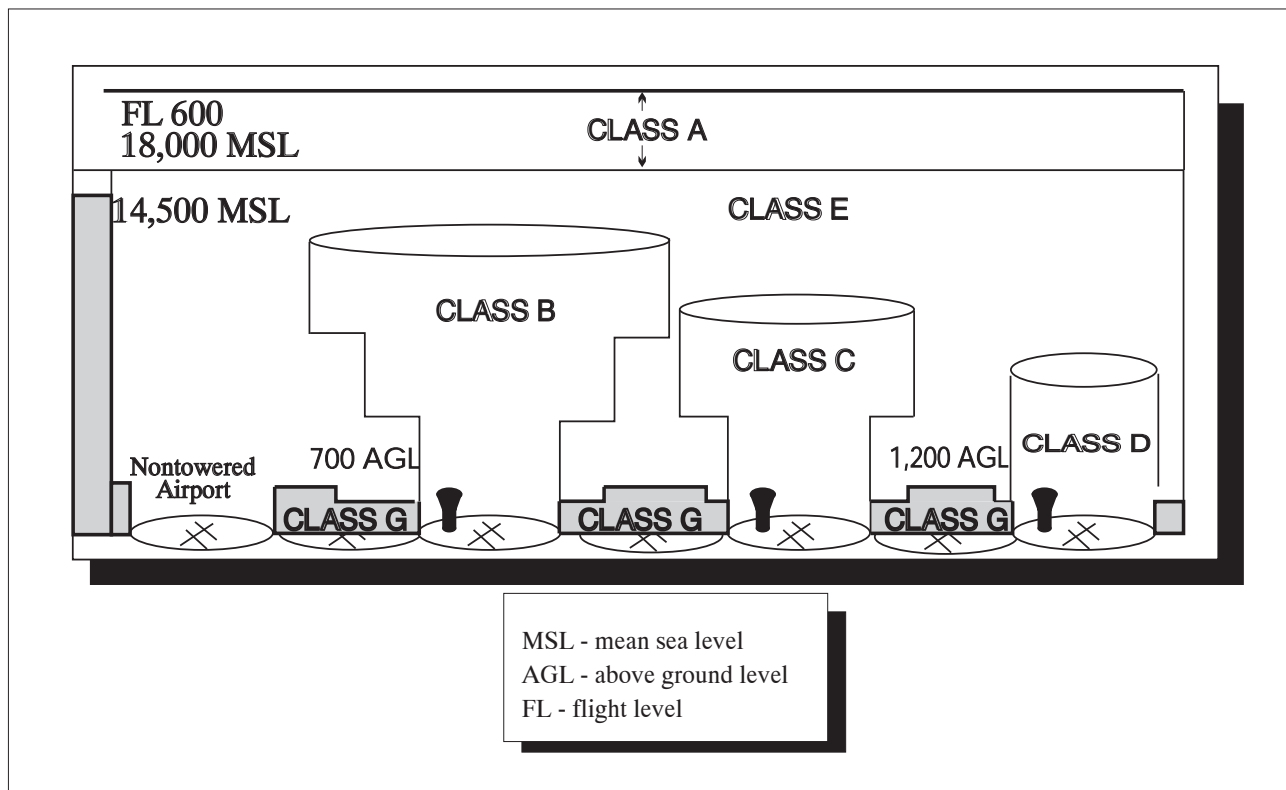 FL 600
18,000 MSL
CLASS A
14,500 MSL
CLASS E
CLASS B
CLASS C
CLASS D
Nontowered
Airport
700 AGL
1,200 AGL
CLASS G
CLASS G
CLASS G
MSL - mean sea level
AGL - above ground level
FL - flight level